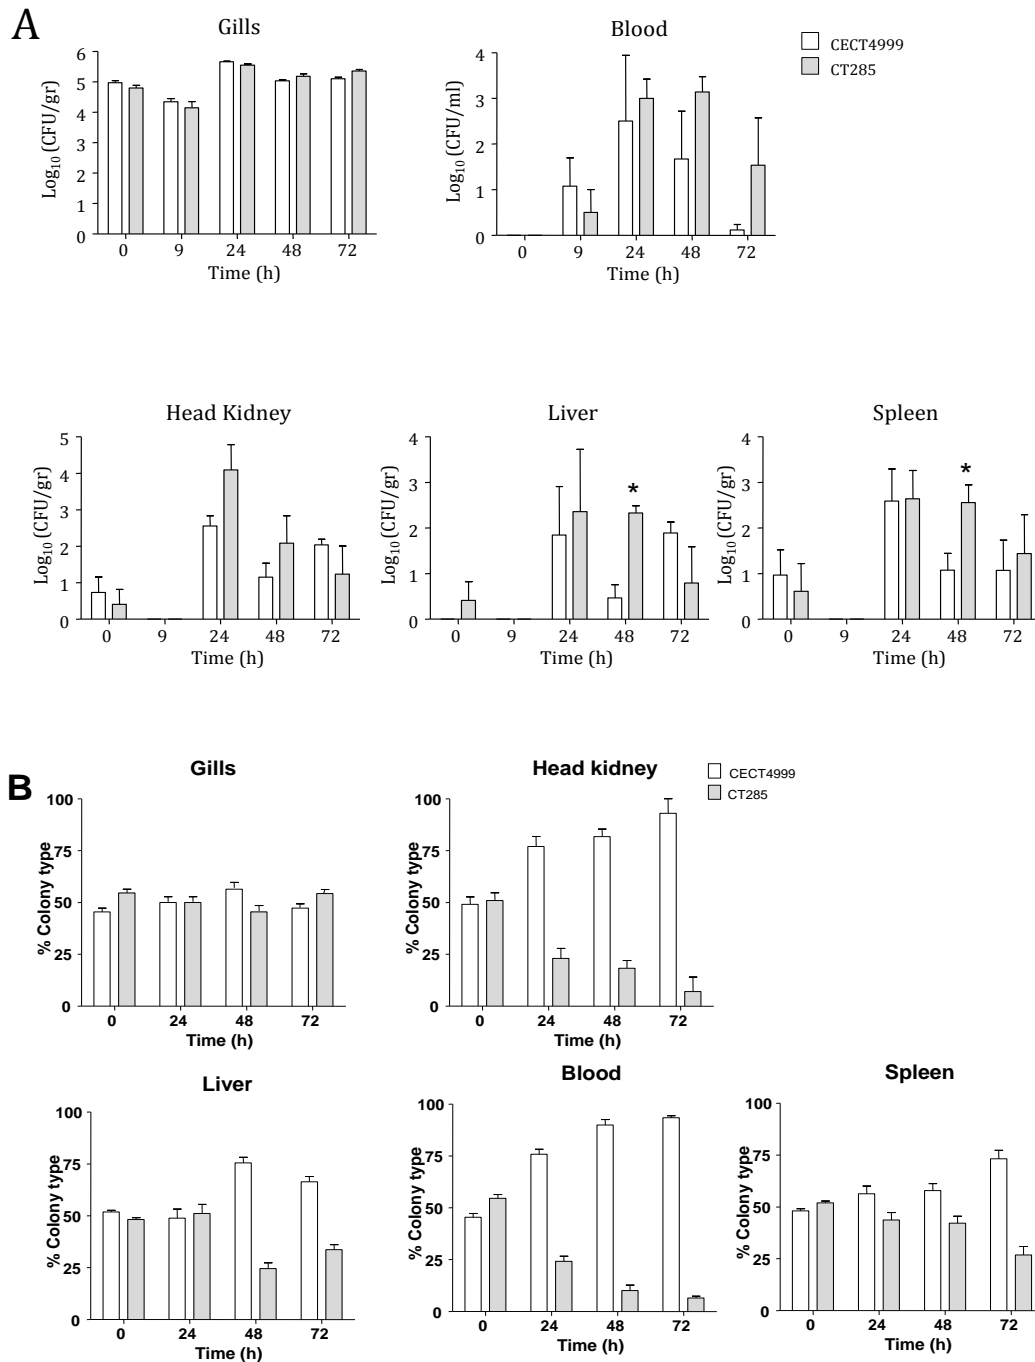 A
Gills
Blood
CECT4999
CT285
Log10 (CFU/gr)
6
5
4
3
2
1
0
0 9 24 48 72
Time (h)
Log10 (CFU/ml)
4
3
2
1
0
0 9 24 48 72
Time (h)
Head Kidney
Liver
Spleen
Log10 (CFU/gr)
5
4
3
2
1
0
0 9 24 48 72
Time (h)
Log10 (CFU/gr)
4
3
2
1
0
*
0 9 24 48 72
Time (h)
Log10 (CFU/gr)
4
3
2
1
0
*
0 9 24 48 72
Time (h)
B
Gills
Head kidney
CECT4999
CT285
% Colony type
100
75
50
25
0
0 24 48 72
Time (h)
% Colony type
100
75
50
25
0
0 24 48 72
Time (h)
Liver
Blood
Spleen
% Colony type
100
75
50
25
0
0 24 48 72
Time (h)
% Colony type
100
75
50
25
0
0 24 48 72
Time (h)
% Colony type
100
75
50
25
0
0 24 48 72
Time (h)